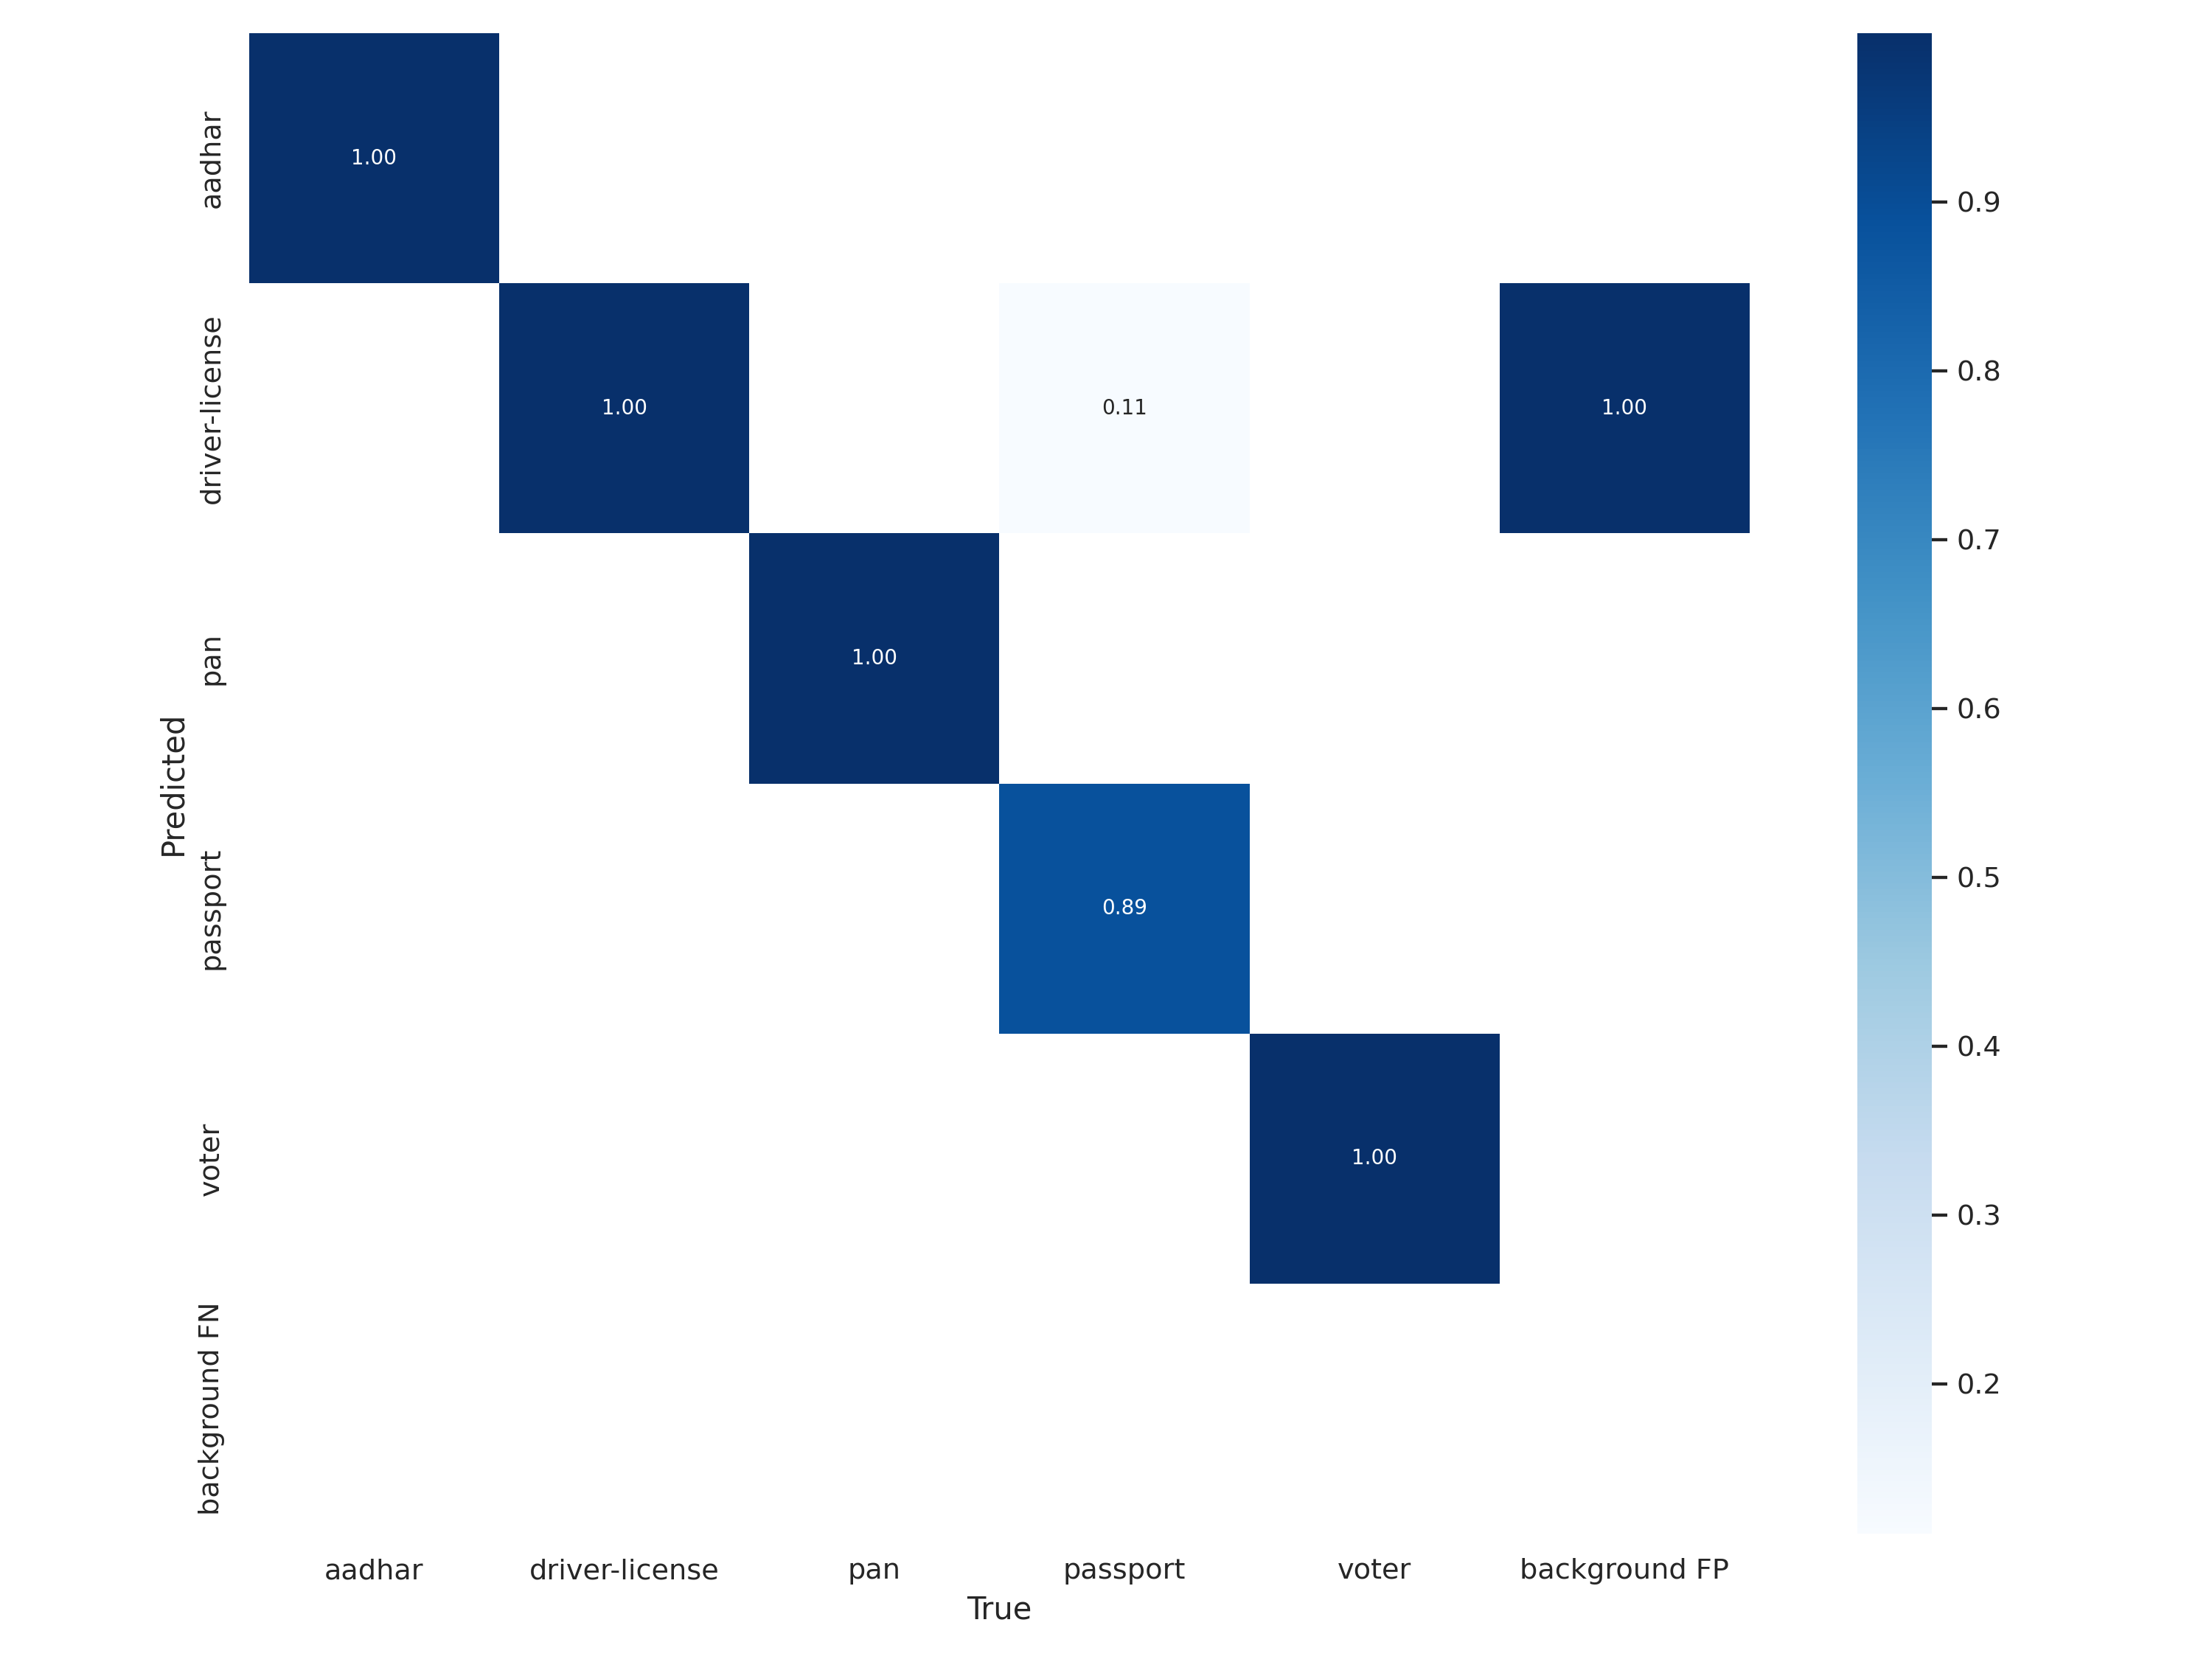 aadhar
driver-license
pan
passport
voter
background FN
Predicted
1.00
1.00
0.11
1.00
1.00
0.89
1.00
aadhar
driver-license
pan
passport
voter
background FP
True
0.9
0.8
0.7
0.6
0.5
0.4
0.3
0.2